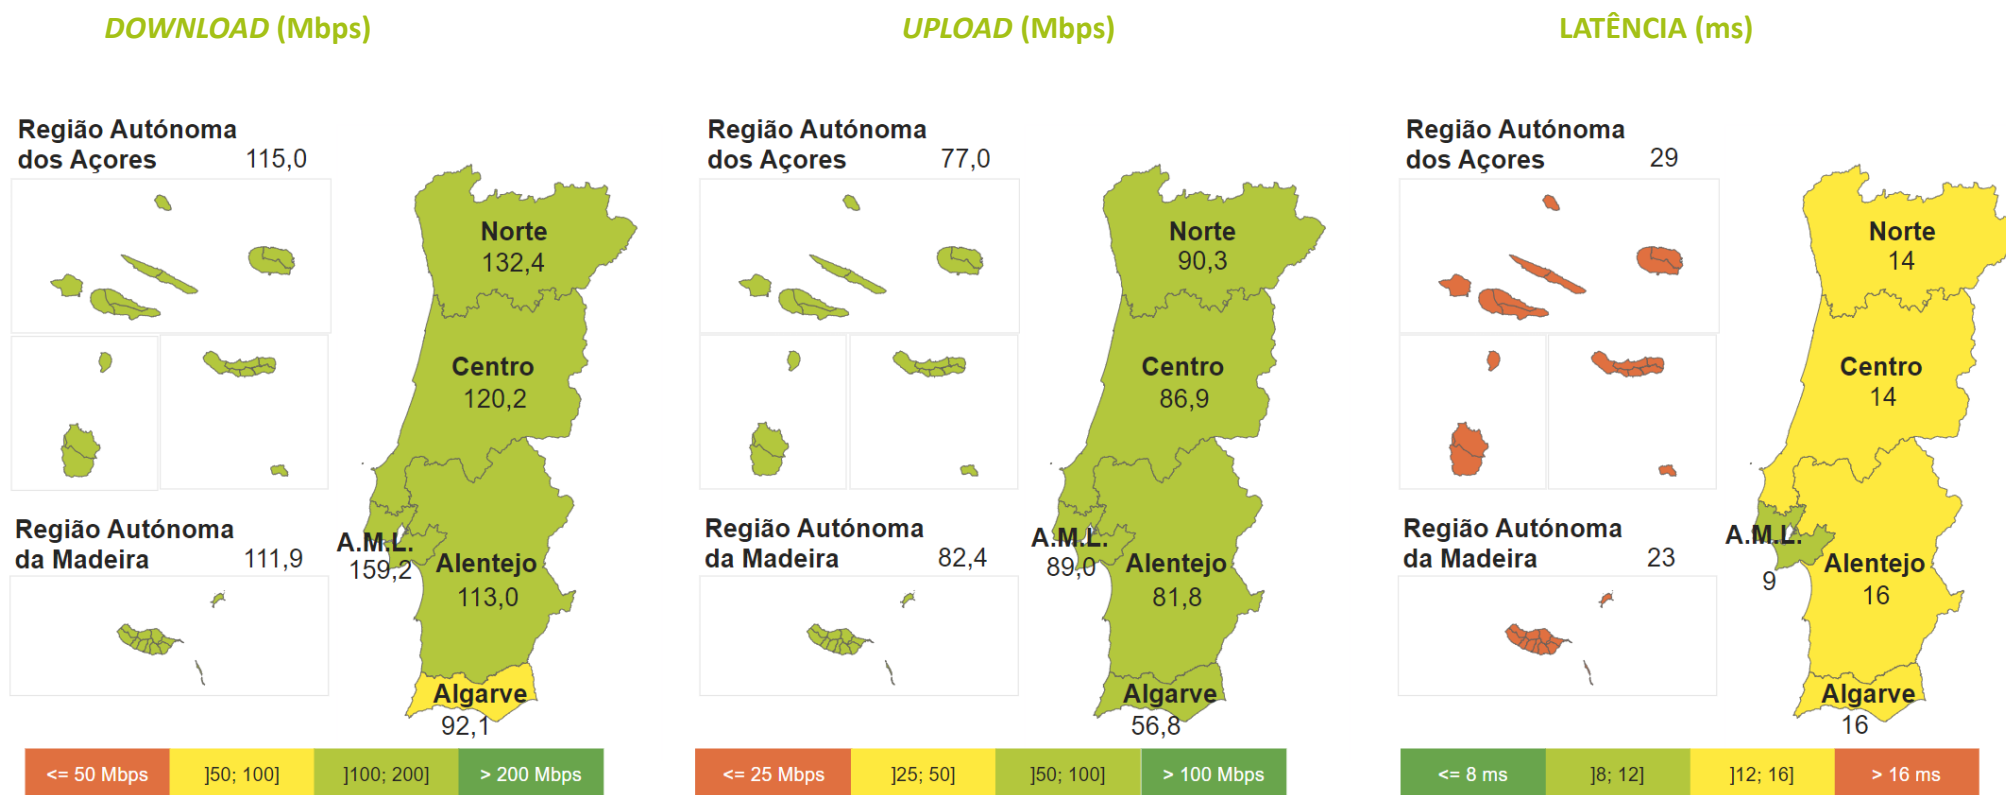 DOWNLOAD (Mbps)
Região Autónoma
dos Açores 115,0
Norte
132,4
Centro
120,2
Região Autónoma
da Madeira 111,9
A.M.L.
159,2
Alentejo
113,0
Algarve
92,1
<= 50 Mbps ]50; 100] ]100; 200] > 200 Mbps
UPLOAD (Mbps)
Região Autónoma
dos Açores 77,0
Norte
90,3
Centro
86,9
Região Autónoma
da Madeira 82,4
A.M.L.
89,0
Alentejo
81,8
Algarve
56,8
<= 25 Mbps ]25; 50] ]50; 100] > 100 Mbps
LATÊNCIA (ms)
Região Autónoma
dos Açores 29
Norte
14
Centro
14
Região Autónoma
da Madeira 23
A.M.L.
9
Alentejo
16
Algarve
16
<= 8 ms ]8; 12] ]12; 16] > 16 ms